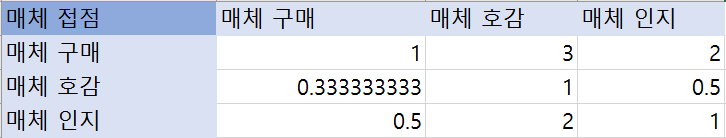 매체 접점 매체 구매 매체 호감 매체 인지
매체 구매 1 3 2
매체 호감 0.333333333 1 0.5
매체 인지 0.5 2 1